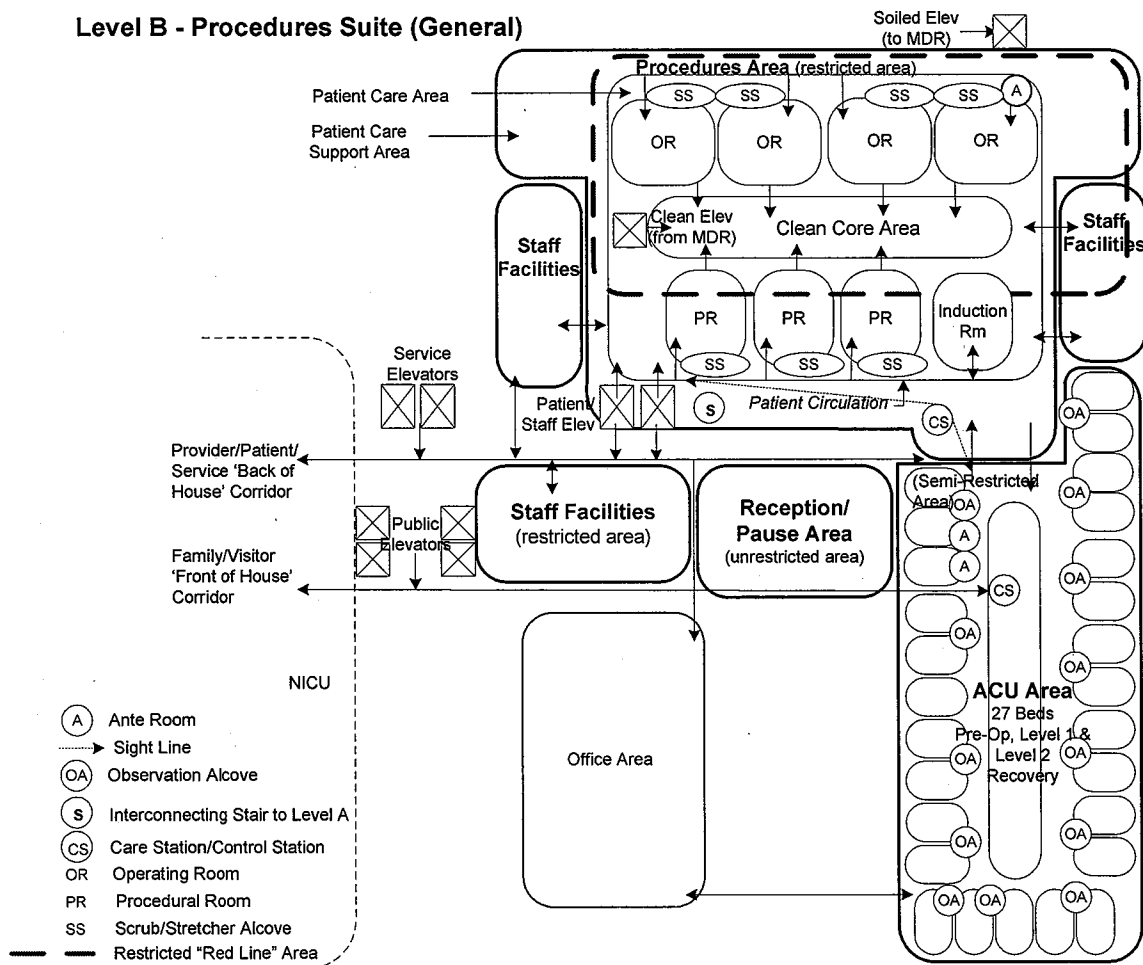 Level B - Procedures Suite (General)
Soiled Elev
(to MDR)
Procedures Area (restricted area)
Patient Care Area
SS
SS
SS
SS
A
Patient Care
Support Area
OR
OR
OR
OR
Clean Elev
(from MDR)
Clean Core Area
Staff
Facilities
Staff
Facilities
PR
PR
PR
Induction
Rm
SS
SS
SS
Service
Elevators
Patient/
Staff Elev
S
Patient Circulation
CS
OA
Provider/Patient/
Service 'Back of
House' Corridor
(Semi-Restricted
Area)
OA
OA
Staff Facilities
(restricted area)
Reception/
Pause Area
(unrestricted area)
Public
Elevators
A
A
Family/Visitor
'Front of House'
Corridor
OA
CS
OA
OA
NICU
ACU Area
27 Beds
Pre-Op, Level 1 &
Level 2
Recovery
OA
OA
OA
OA
OA
Office Area
OA
OA
OA
A Ante Room
Sight Line
OA Observation Alcove
S Interconnecting Stair to Level A
CS Care Station/Control Station
OR Operating Room
PR Procedural Room
SS Scrub/Stretcher Alcove
Restricted "Red Line" Area